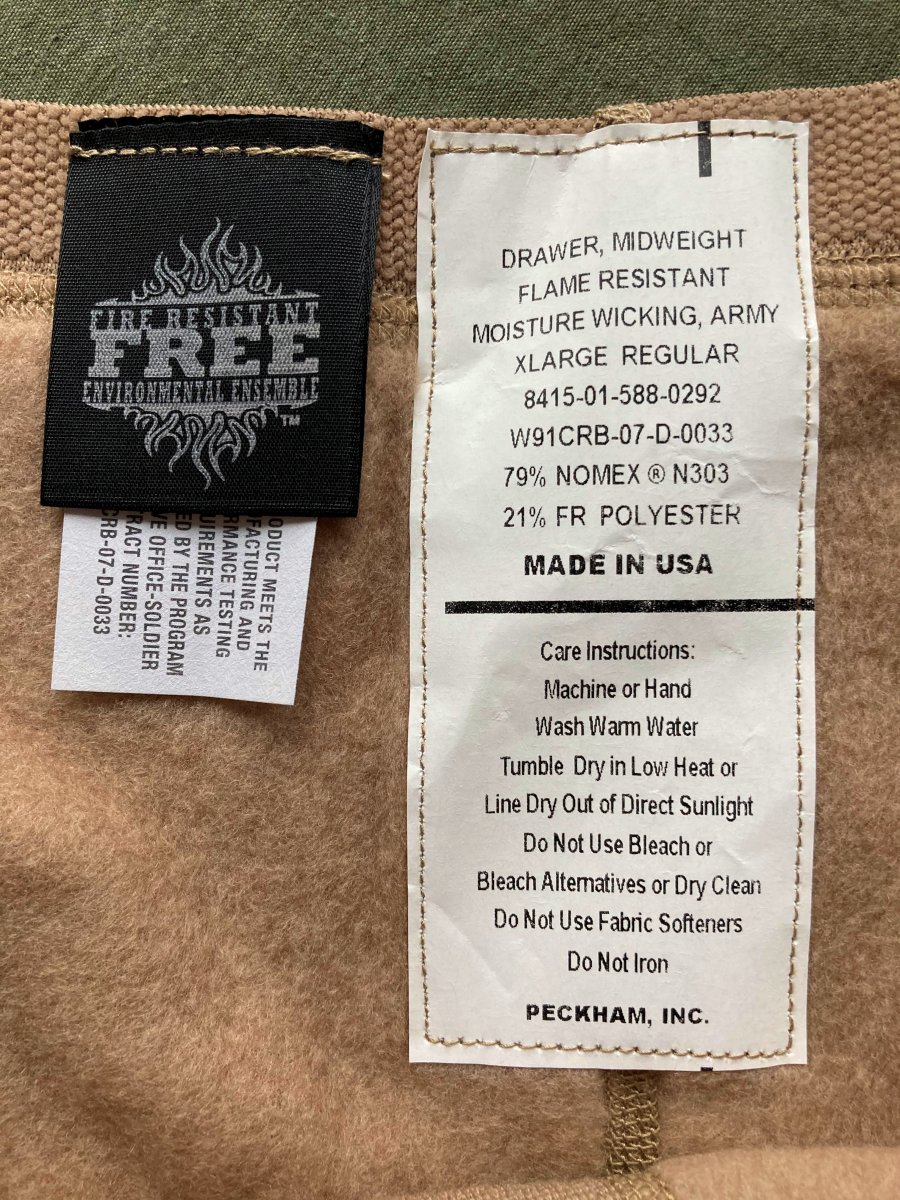 FIRE RESISTANT
FREE
ENVIRONMENTAL ENSEMBLE
TM
ODUCT MEETS THE
FACTURING AND
RMANCE TESTING
UIREMENTS AS
ED BY THE PROGRAM
VE OFFICE-SOLDIER
RACT NUMBER:
CRB-07-D-0033
DRAWER, MIDWEIGHT
FLAME RESISTANT
MOISTURE WICKING, ARMY
XLARGE REGULAR
8415-01-588-0292
W91CRB-07-D-0033
79% NOMEX ® N303
21% FR POLYESTER
MADE IN USA
Care Instructions:
Machine or Hand
Wash Warm Water
Tumble Dry in Low Heat or
Line Dry Out of Direct Sunlight
Do Not Use Bleach or
Bleach Alternatives or Dry Clean
Do Not Use Fabric Softeners
Do Not Iron
PECKHAM, INC.